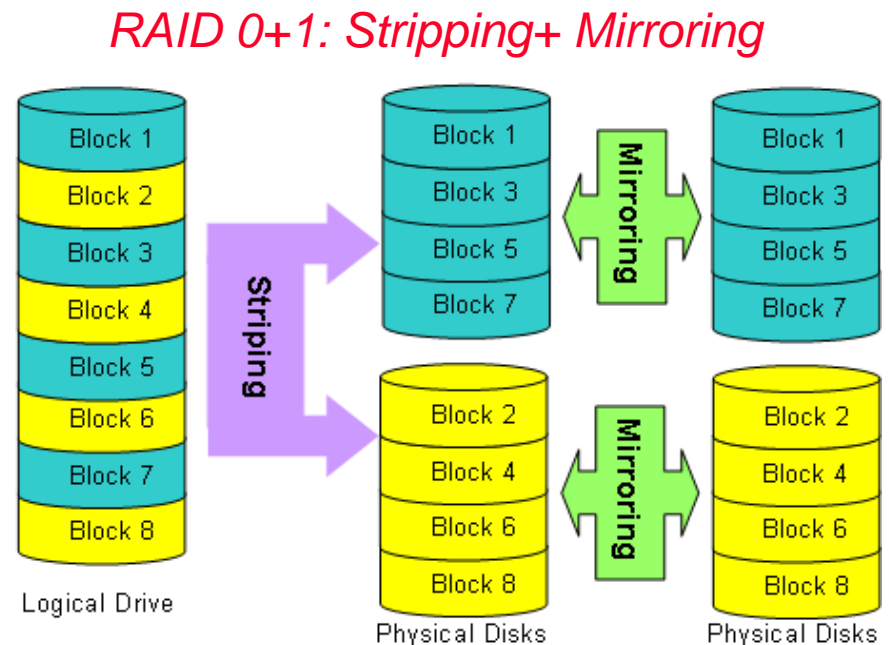 RAID 0+1: Stripping+ Mirroring
Block 1
Block 2
Block 3
Block 4
Block 5
Block 6
Block 7
Block 8
Logical Drive
Striping
Block 1
Block 3
Block 5
Block 7
Mirroring
Block 1
Block 3
Block 5
Block 7
Block 2
Block 4
Block 6
Block 8
Physical Disks
Mirroring
Block 2
Block 4
Block 6
Block 8
Physical Disks